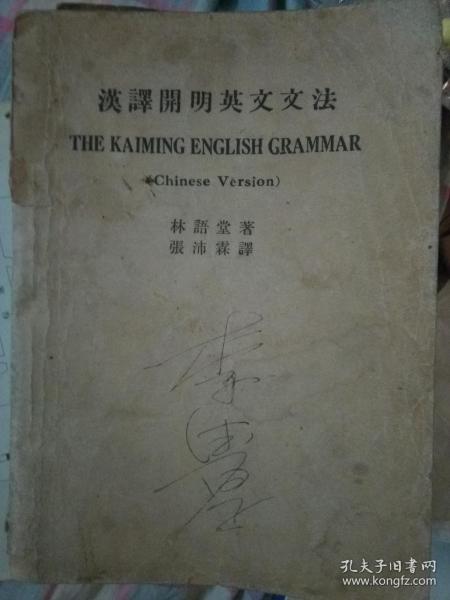 漢譯開明英文文法
THE KAIMING ENGLISH GRAMMAR
(Chinese Version)
林語堂著
張沛霖譯
孔夫子旧书网
www.kongfz.com